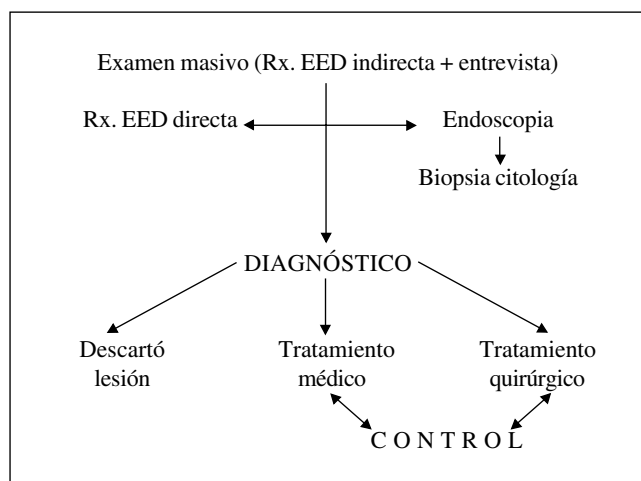 Examen masivo (Rx. EED indirecta + entrevista)
Rx. EED directa
Endoscopia
Biopsia citología
DIAGNÓSTICO
Descartó
lesión
Tratamiento
médico
Tratamiento
quirúrgico
C O N T R O L